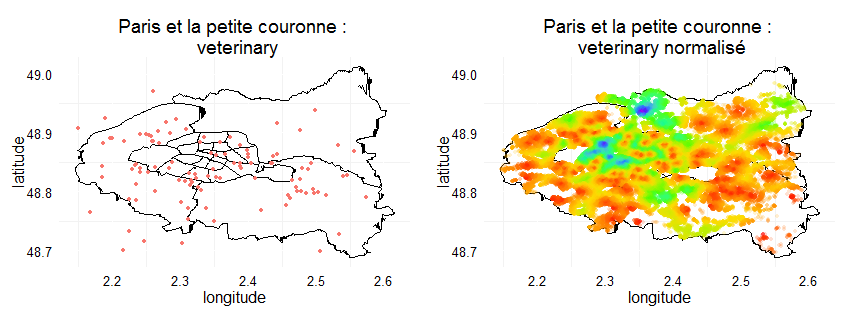 Paris et la petite couronne :
veterinary
49.0
48.9
48.8
48.7
latitude
2.2 2.3 2.4 2.5 2.6
longitude
Paris et la petite couronne :
veterinary normalisé
49.0
48.9
48.8
48.7
latitude
2.2 2.3 2.4 2.5 2.6
longitude